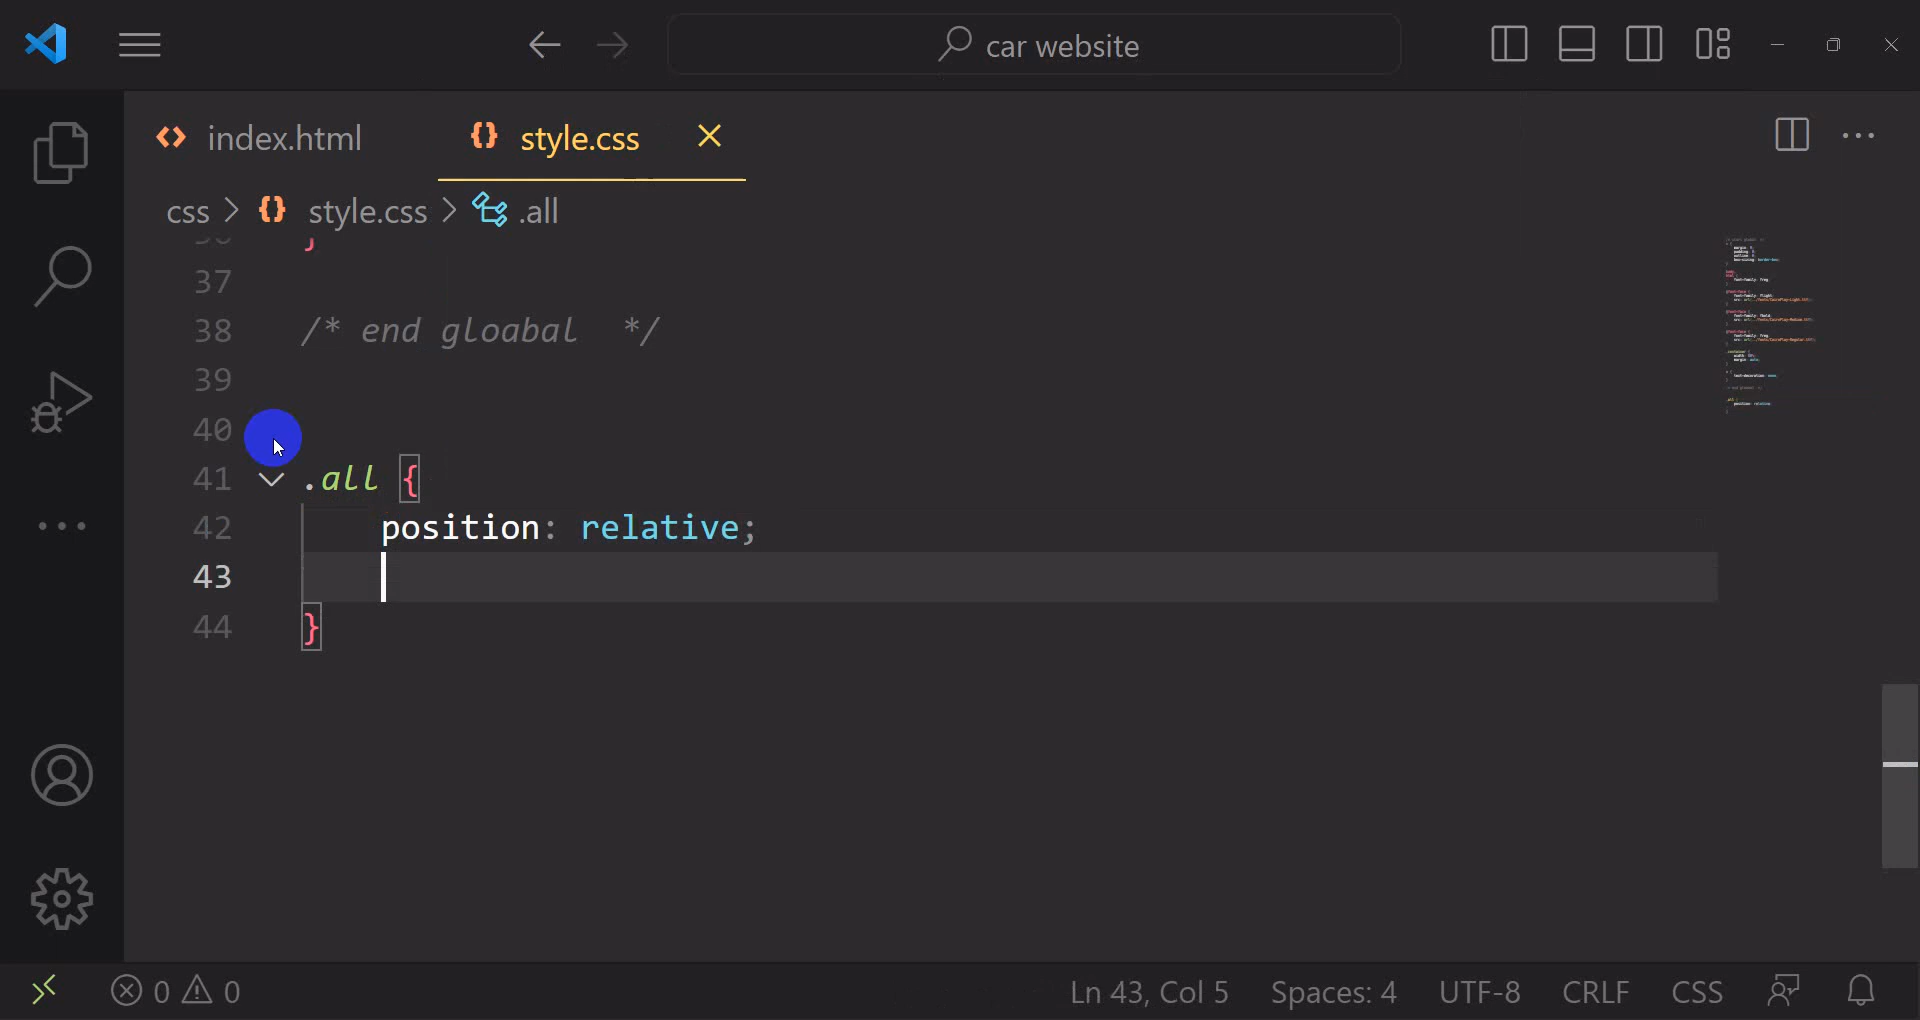 car website
index.html
style.css
css > style.css > .all
}
37
38 /* end gloabal  */
39
40
41 .all {
42     position: relative;
43
44 }
0 0
Ln 43, Col 5 Spaces: 4 UTF-8 CRLF CSS